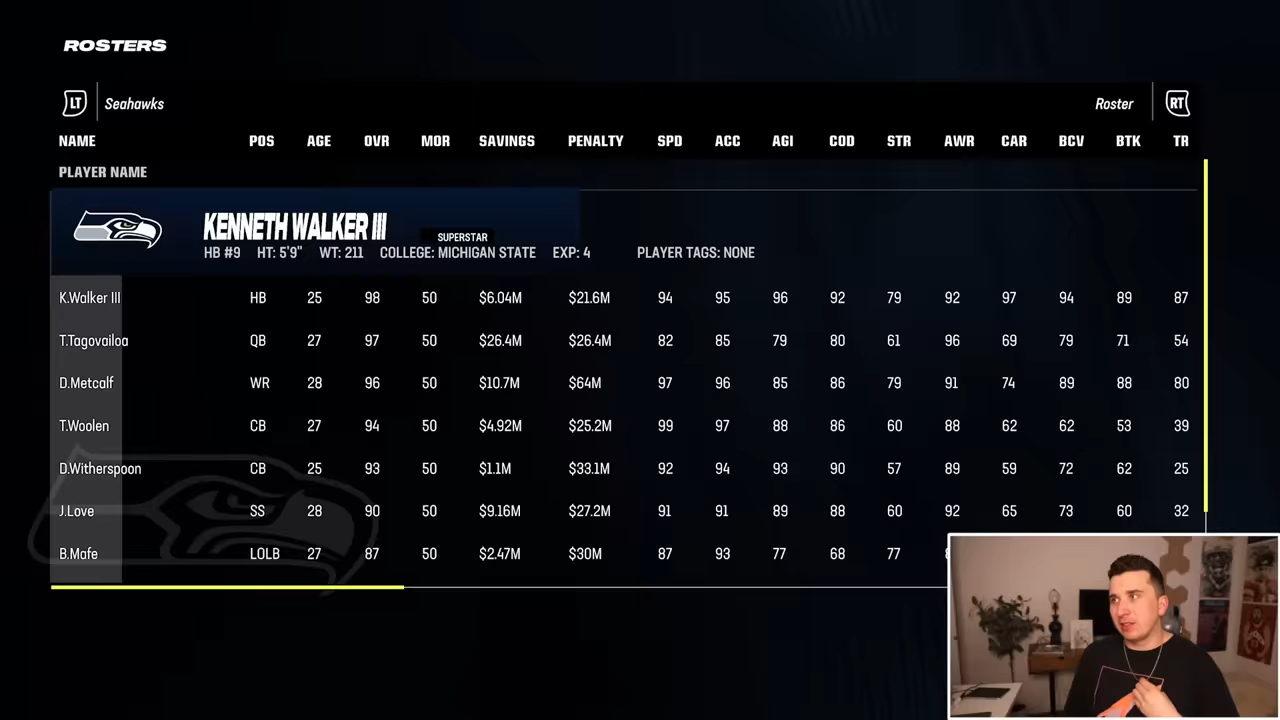 ROSTERS
LT Seahawks Roster RT
NAME POS AGE OVR MOR SAVINGS PENALTY SPD ACC AGI COD STR AWR CAR BCV BTK TR
PLAYER NAME
KENNETH WALKER III
SUPERSTAR
HB #9 HT: 5'9" WT: 211 COLLEGE: MICHIGAN STATE EXP: 4 PLAYER TAGS: NONE
K.Walker III HB 25 98 50 $6.04M $21.6M 94 95 96 92 79 92 97 94 89 87
T.Tagovailoa QB 27 97 50 $26.4M $26.4M 82 85 79 80 61 96 69 79 71 54
D.Metcalf WR 28 96 50 $10.7M $64M 97 96 85 86 79 91 74 89 88 80
T.Woolen CB 27 94 50 $4.92M $25.2M 99 97 88 86 60 88 62 62 53 39
D.Witherspoon CB 25 93 50 $1.1M $33.1M 92 94 93 90 57 89 59 72 62 25
J.Love SS 28 90 50 $9.16M $27.2M 91 91 89 88 60 92 65 73 60 32
B.Mafe LOLB 27 87 50 $2.47M $30M 87 93 77 68 77